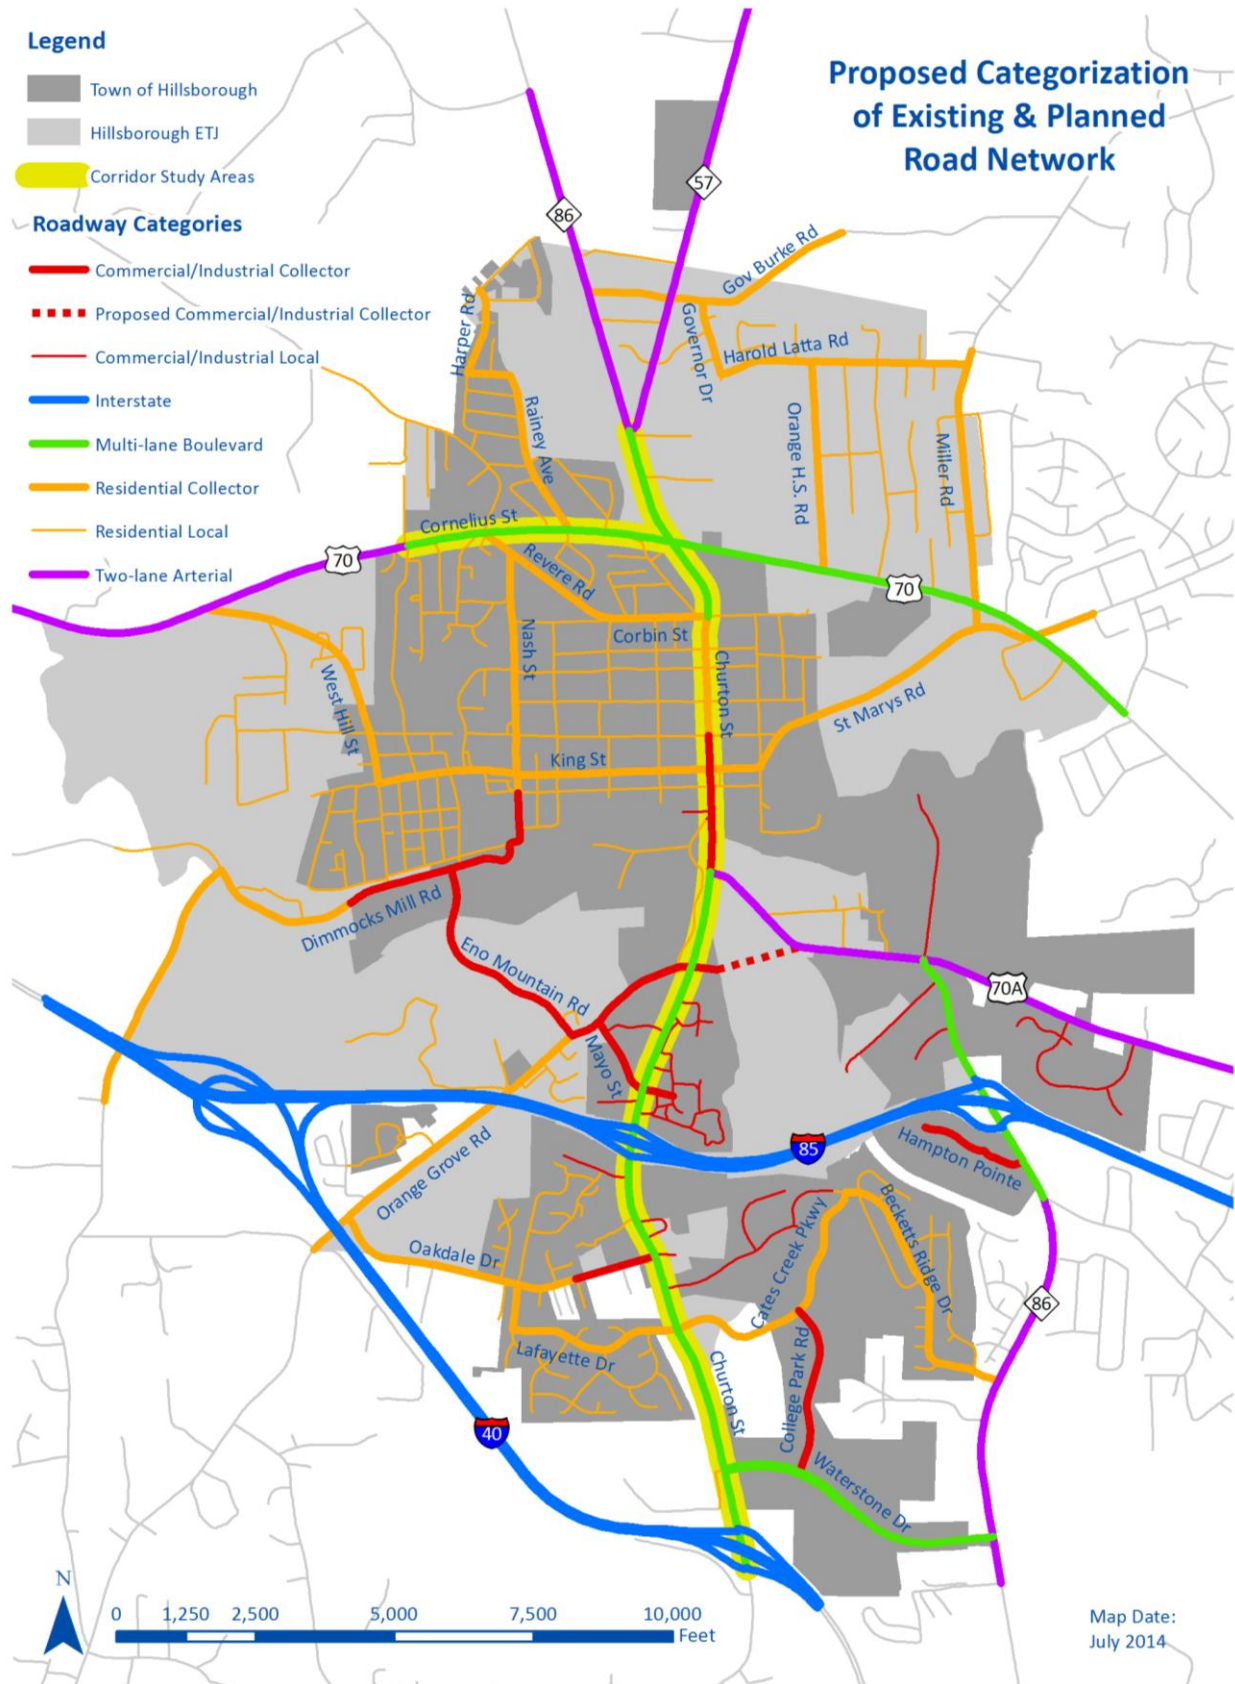 Legend
Town of Hillsborough
Hillsborough ETJ
Corridor Study Areas
Roadway Categories
Commercial/Industrial Collector
Proposed Commercial/Industrial Collector
Commercial/Industrial Local
Interstate
Multi-lane Boulevard
Residential Collector
Residential Local
Two-lane Arterial
Proposed Categorization
of Existing & Planned
Road Network
57
86
Gov Burke Rd
Harper Rd
Governor Dr
Harold Latta Rd
Rainey Ave
Orange H.S. Rd
Miller Rd
Cornelius St
70
Revere Rd
70
Nash St
Corbin St
Churton St
West Hill St
St Marys Rd
King St
Dimmocks Mill Rd
Eno Mountain Rd
70A
Mayo St
85
Hampton Pointe
Orange Grove Rd
Becketts Ridge Dr
Oakdale Dr
Cates Creek Pkwy
86
Lafayette Dr
Churton St
College Park Rd
40
Waterstone Dr
N
0 1,250 2,500 5,000 7,500 10,000
Feet
Map Date:
July 2014